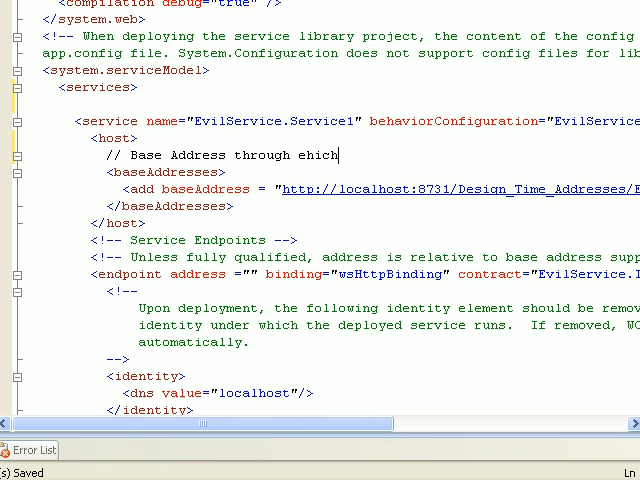 <compilation debug="true" />
</system.web>
<!-- When deploying the service library project, the content of the config
app.config file. System.Configuration does not support config files for lib
<system.serviceModel>
<services>
<service name="EvilService.Service1" behaviorConfiguration="EvilService
<host>
// Base Address through ehich
<baseAddresses>
<add baseAddress = "http://localhost:8731/Design_Time_Addresses/E
</baseAddresses>
</host>
<!-- Service Endpoints -->
<!-- Unless fully qualified, address is relative to base address supp
<endpoint address ="" binding="wsHttpBinding" contract="EvilService.I
<!--
Upon deployment, the following identity element should be remov
identity under which the deployed service runs.  If removed, WC
automatically.
-->
<identity>
<dns value="localhost"/>
</identity>
Error List
(s) Saved
Ln